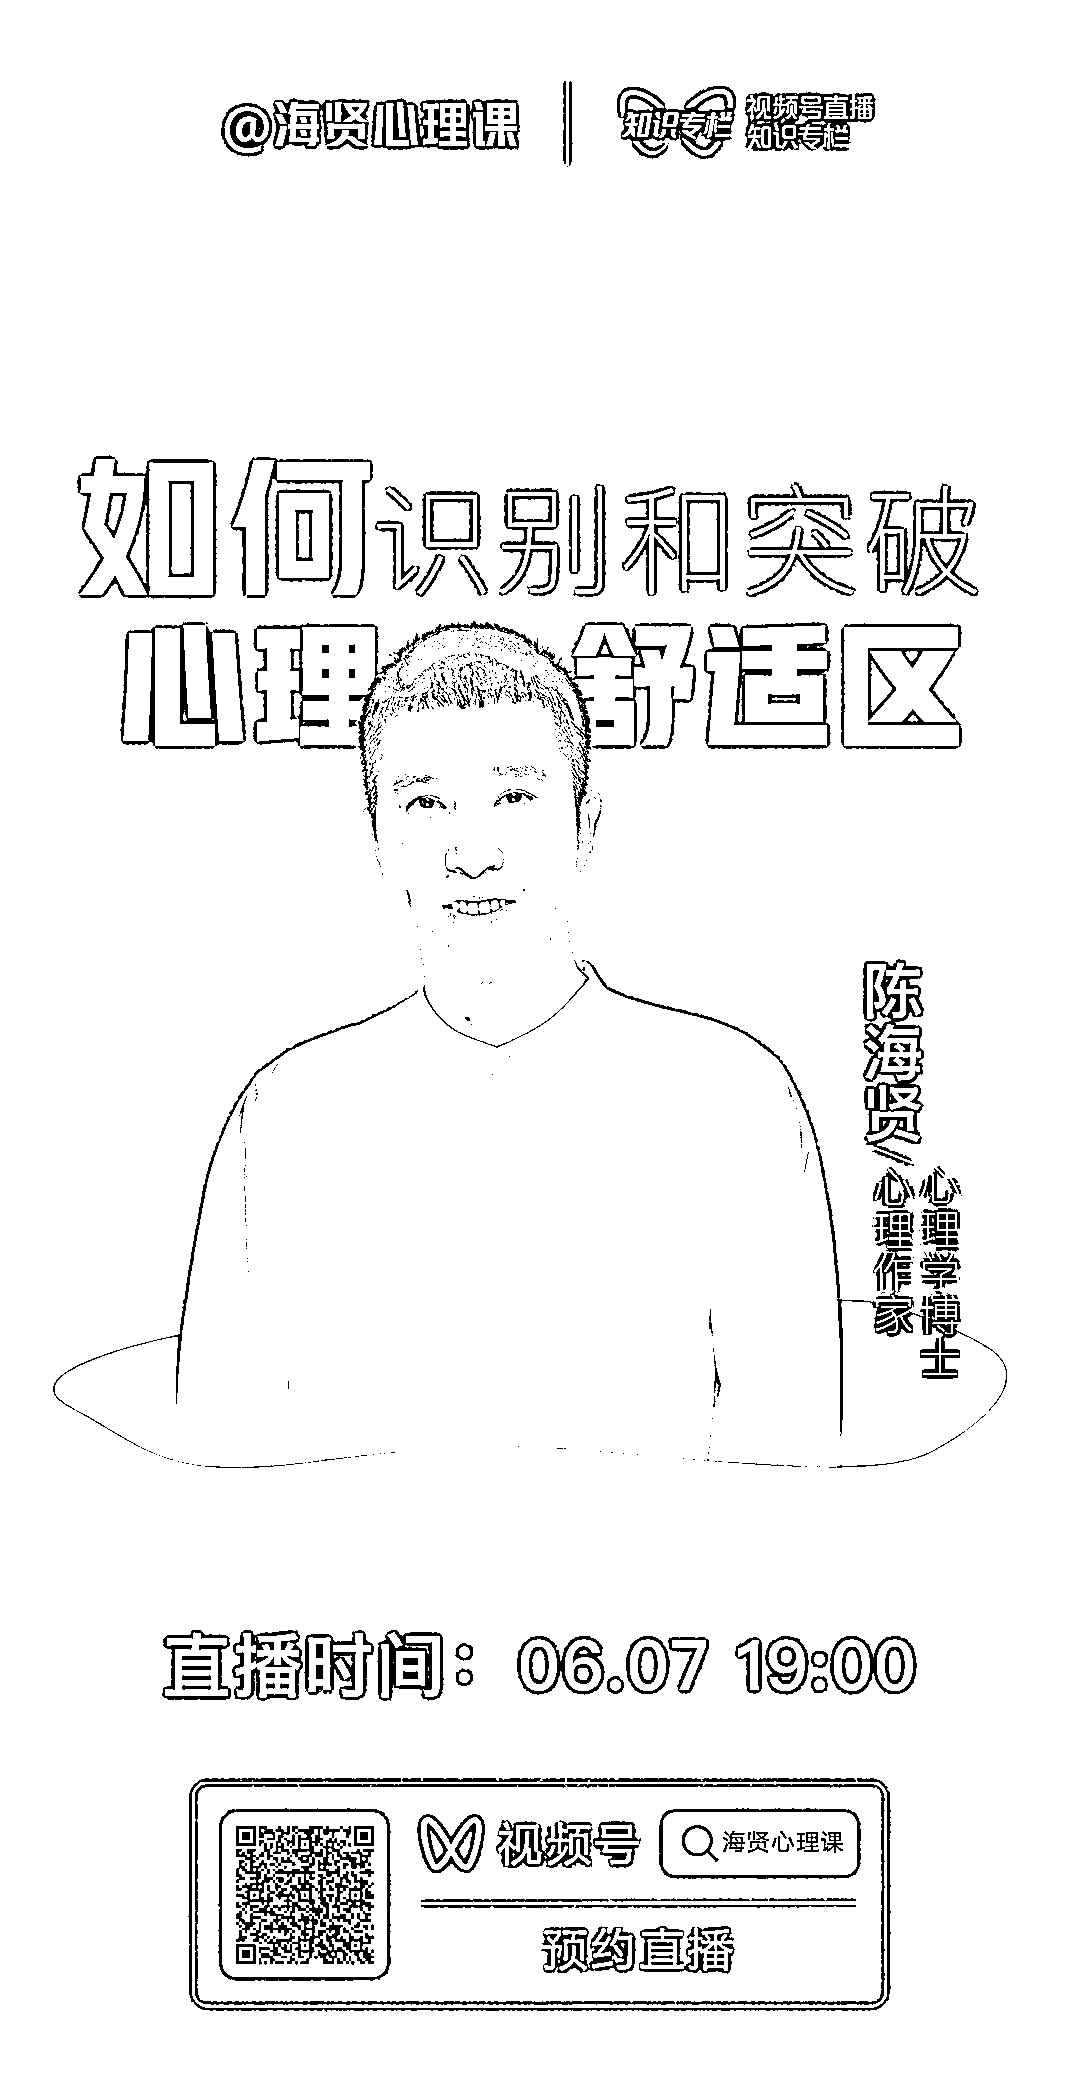 @海贤心理课
知识专栏
视频号直播
知识专栏
如何识别和突破
心理舒适区
陈海贤/
心理学博士
心理作家
直播时间：06.07 19:00
视频号
海贤心理课
预约直播